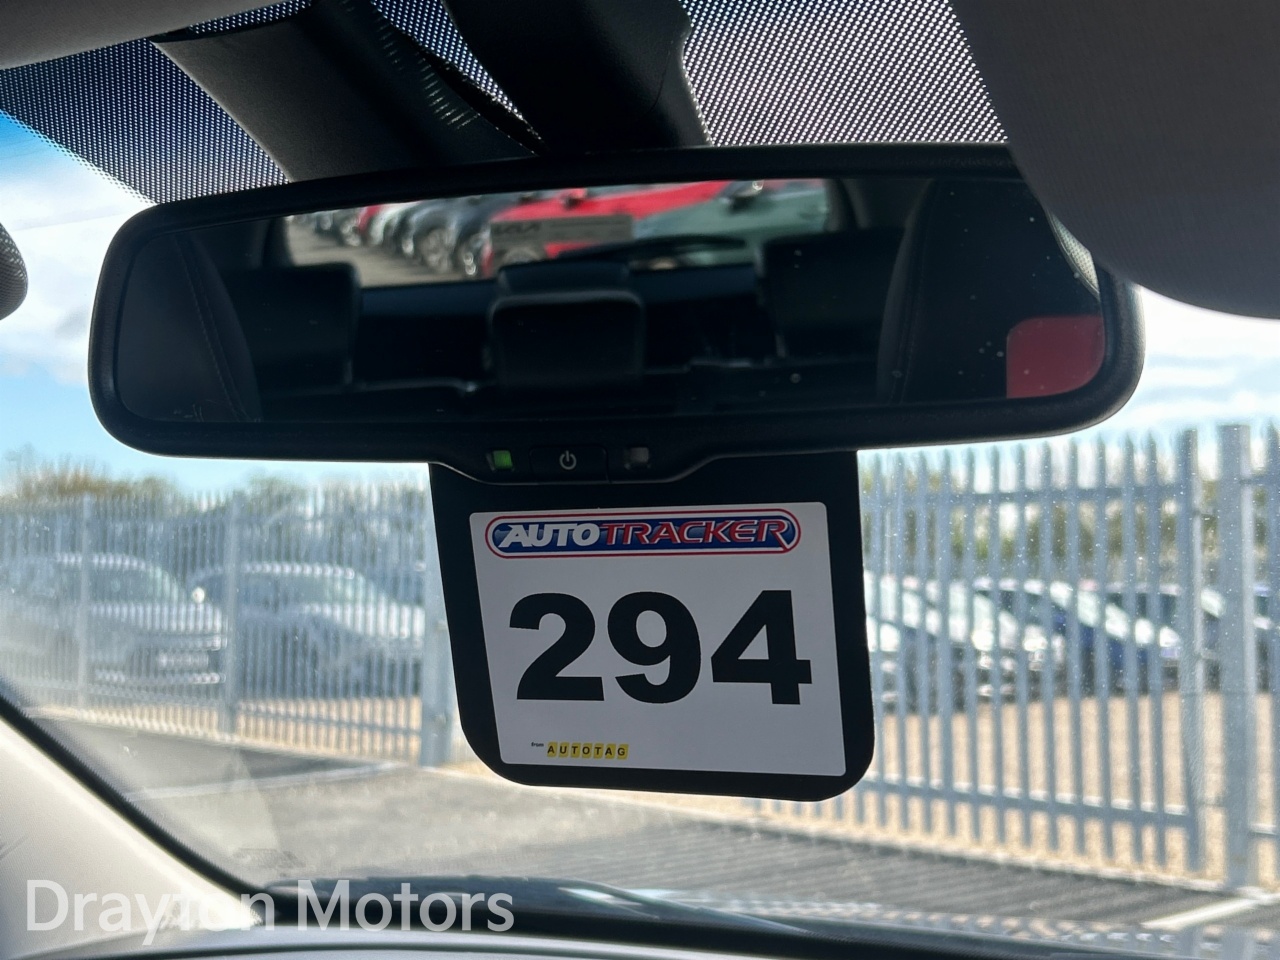 AUTOTRACKER
294
from AUTOTAG
Drayton Motors